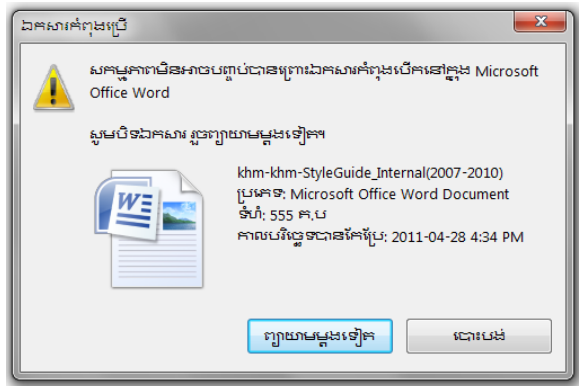 ឯកសារកំពុងប្រើ
សកម្មភាពមិនអាចបញ្ចប់បានព្រោះឯកសារកំពុងបើកនៅក្នុង Microsoft
Office Word
សូមបិទឯកសារ រួចព្យាយាមម្ដងទៀត។
khm-khm-StyleGuide_Internal(2007-2010)
ប្រភេទ: Microsoft Office Word Document
ទំហំ: 555 គ.ប
កាលបរិច្ឆេទបានកែប្រែ: 2011-04-28 4:34 PM
ព្យាយាមម្ដងទៀត
បោះបង់